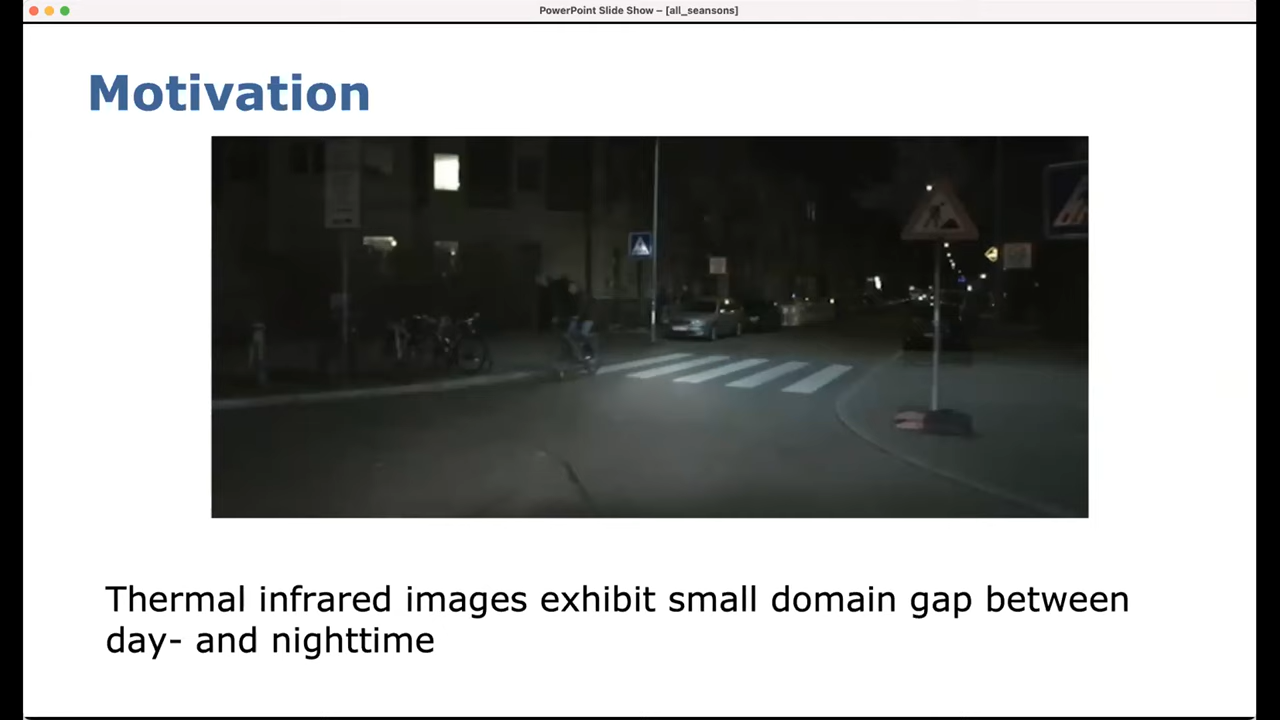 PowerPoint Slide Show – [all_seansons]
Motivation
Thermal infrared images exhibit small domain gap between
day- and nighttime